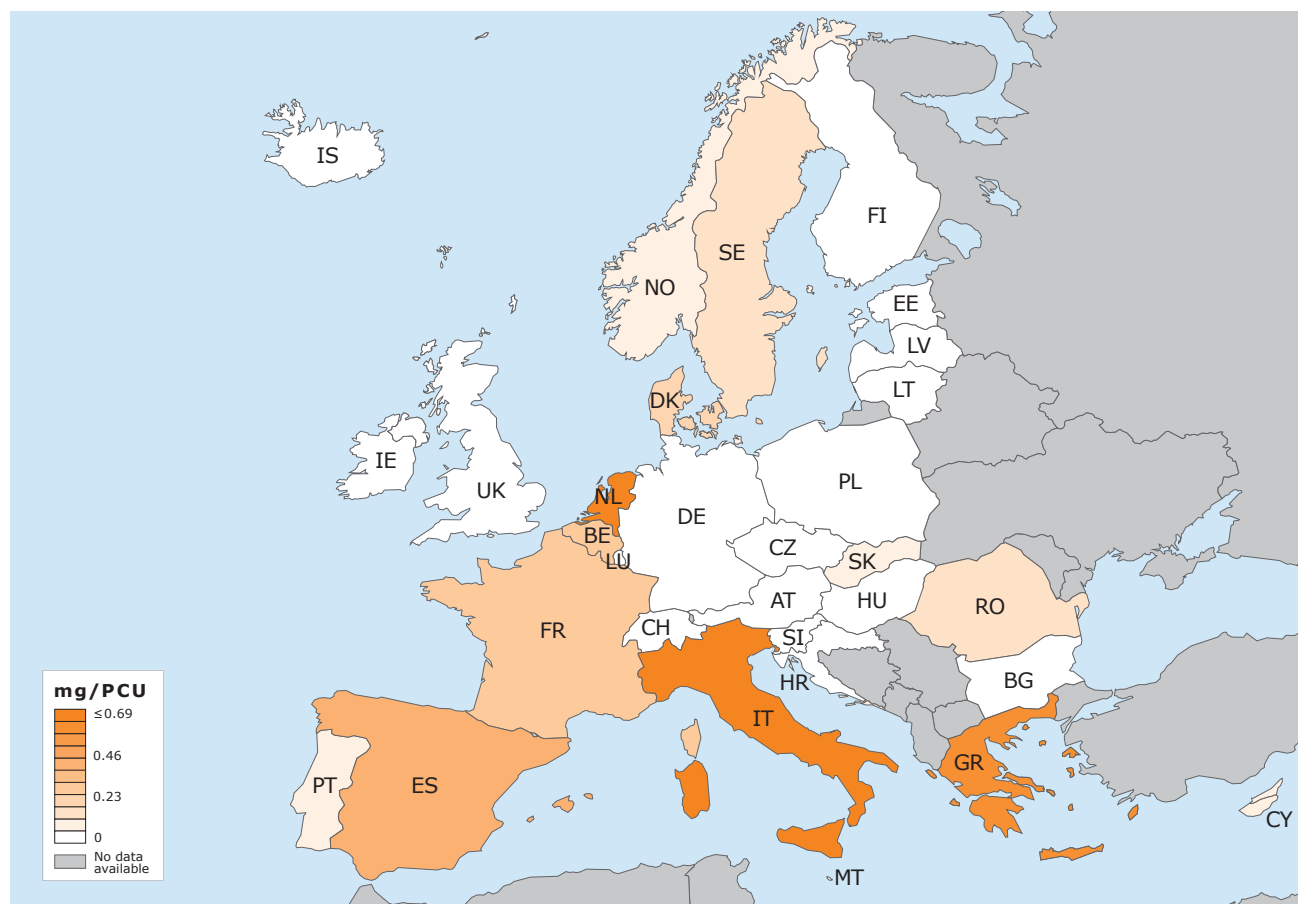 IS
FI
SE
NO
EE
LV
LT
DK
IE
UK
NL
PL
DE
BE
LU
CZ
SK
AT
HU
RO
FR
CH
SI
HR
BG
IT
GR
PT
ES
CY
MT
mg/PCU
≤0.69
0.46
0.23
0
No data
available